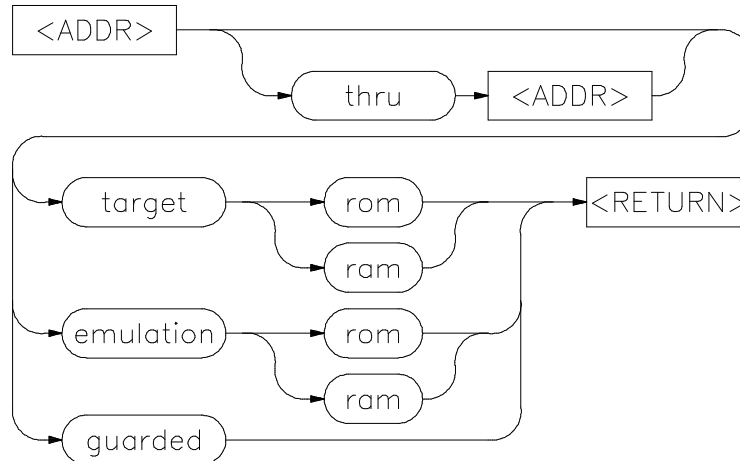 <ADDR>
thru <ADDR>
target rom <RETURN>
ram
emulation rom
ram
guarded